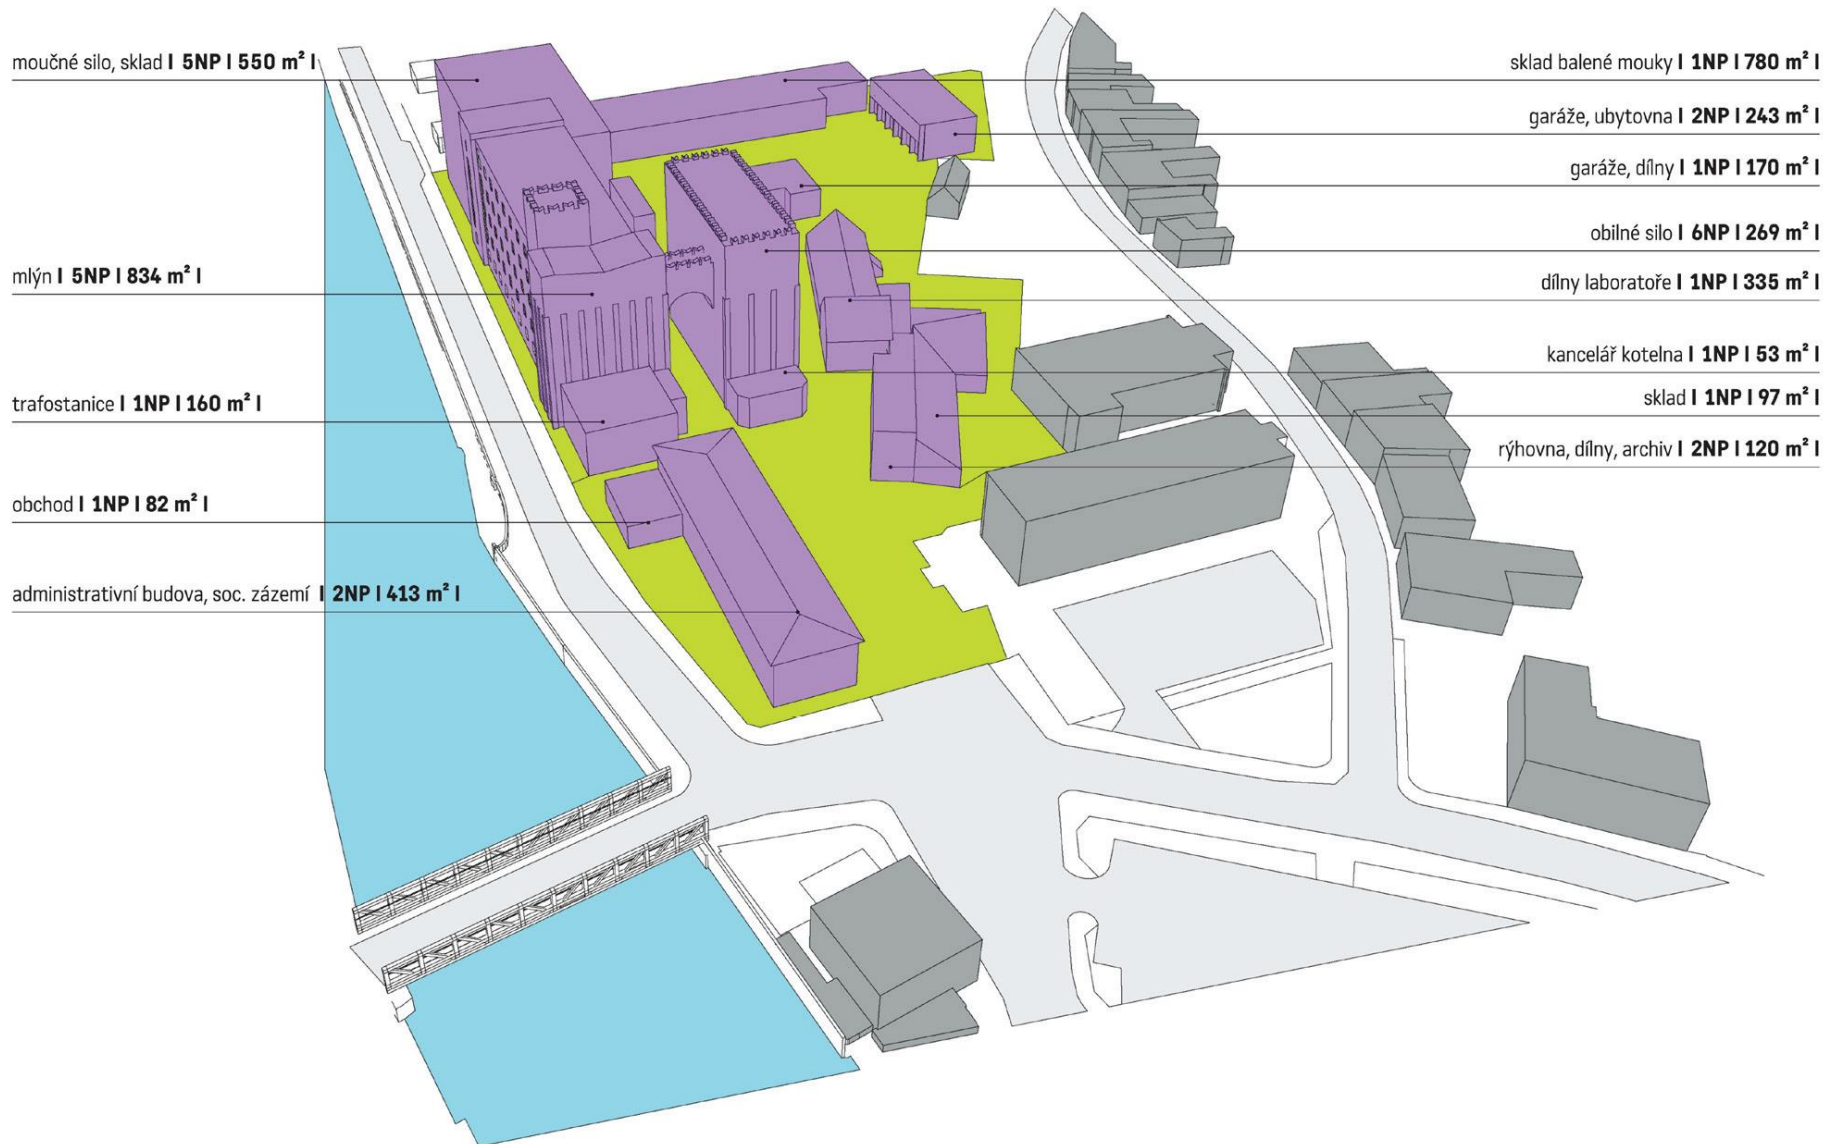 moučné silo, sklad I 5NP I 550 m² I
mlýn I 5NP I 834 m² I
trafostanice I 1NP I 160 m² I
obchod I 1NP I 82 m² I
administrativní budova, soc. zázemí I 2NP I 413 m² I
sklad balené mouky I 1NP I 780 m² I
garáže, ubytovna I 2NP I 243 m² I
garáže, dílny I 1NP I 170 m² I
obilné silo I 6NP I 269 m² I
dílny laboratoře I 1NP I 335 m² I
kancelář kotelna I 1NP I 53 m² I
sklad I 1NP I 97 m² I
rýhovna, dílny, archiv I 2NP I 120 m² I